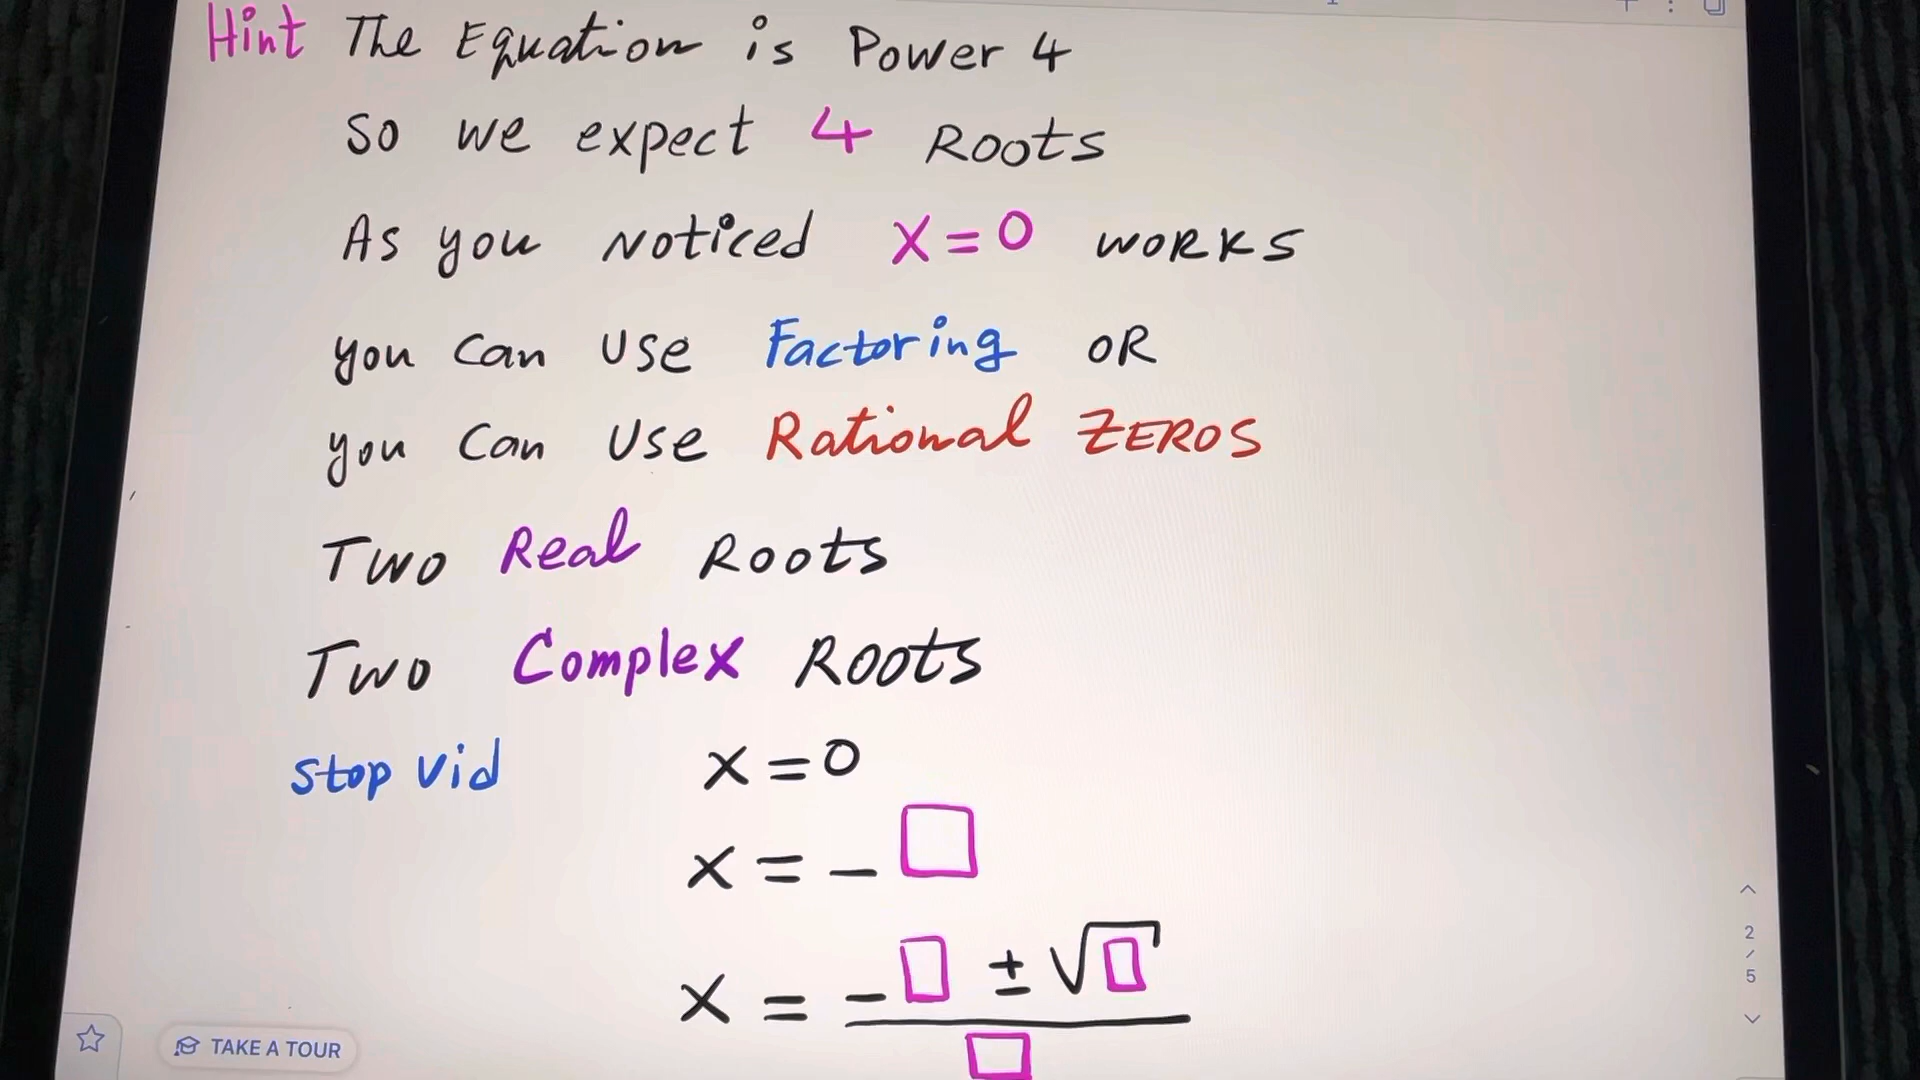 Hint The Equation is Power 4
So we expect 4 Roots
As you Noticed X=0 works
you can use Factoring OR
you can use Rational ZEROS
Two Real Roots
Two Complex Roots
stop vid x=0
x = - □
x = (-□ ± √□) / □
2 / 5
TAKE A TOUR